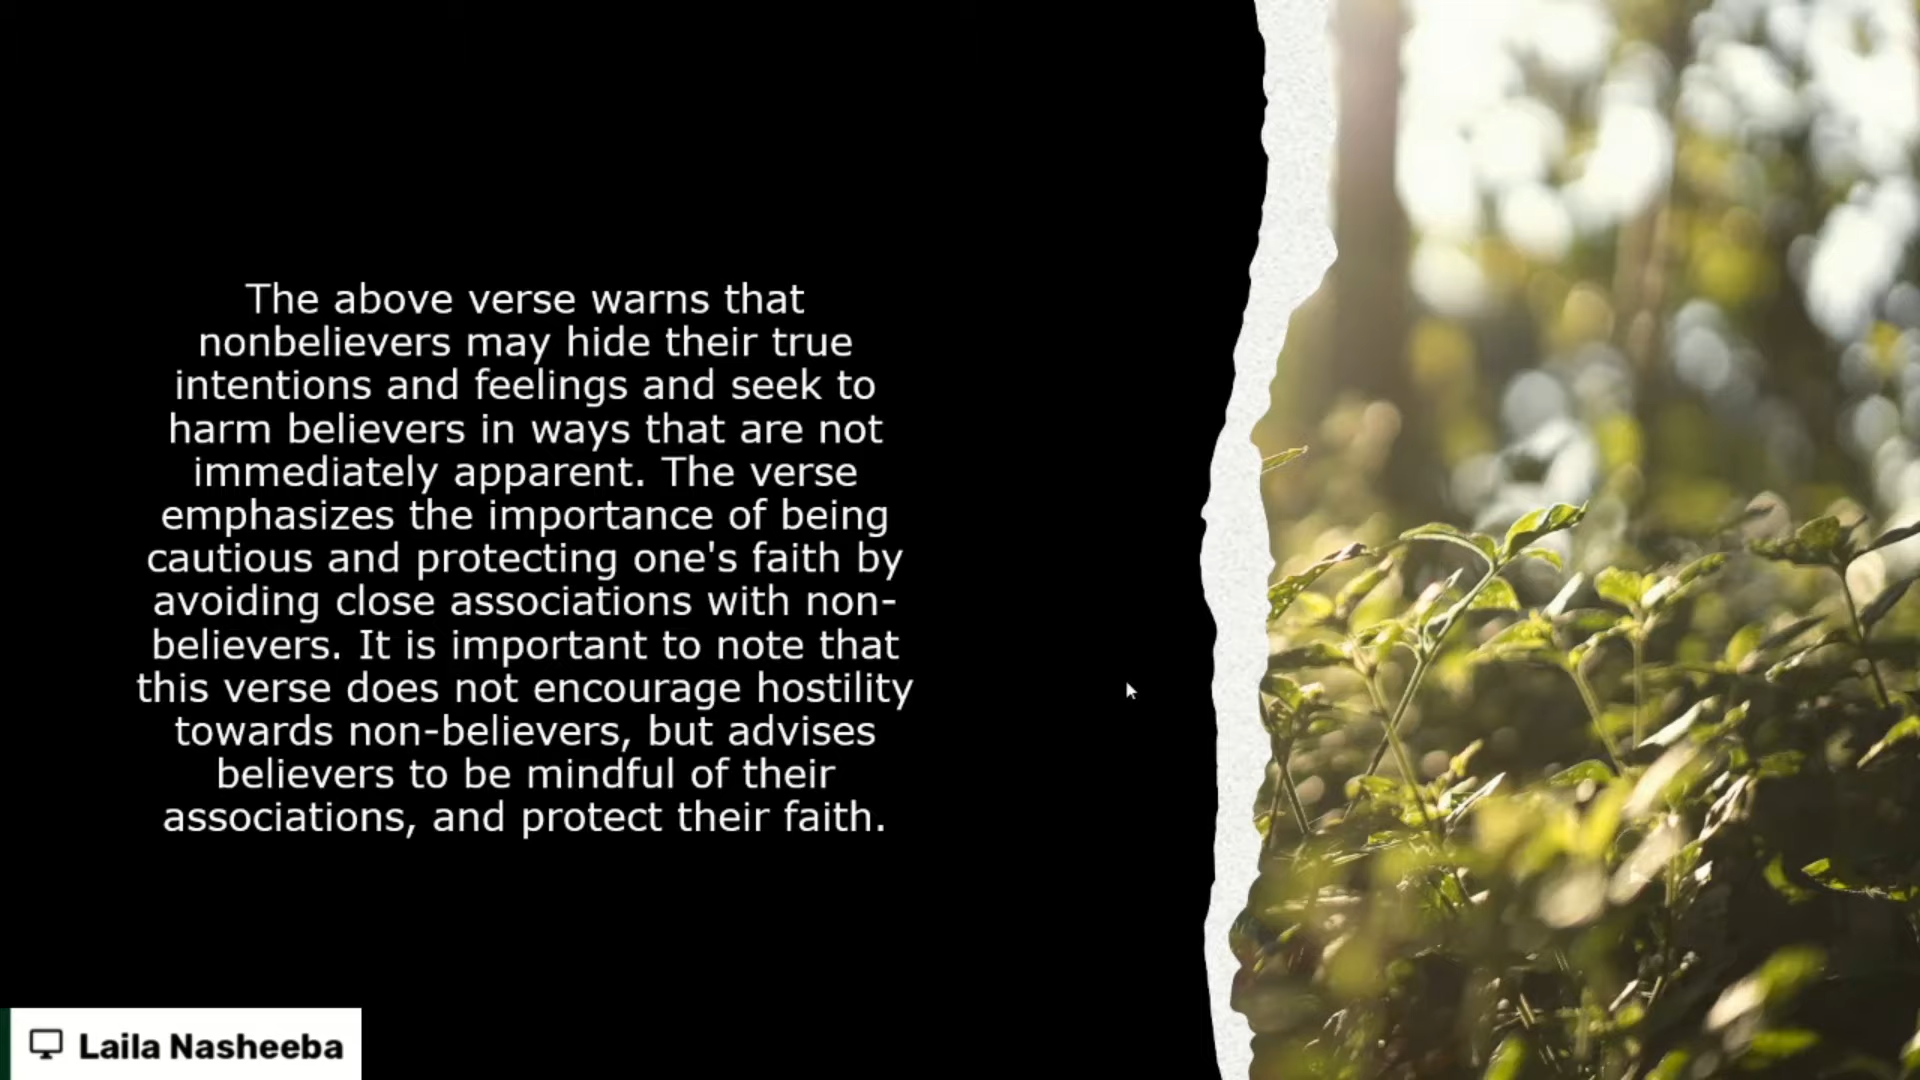 The above verse warns that
nonbelievers may hide their true
intentions and feelings and seek to
harm believers in ways that are not
immediately apparent. The verse
emphasizes the importance of being
cautious and protecting one's faith by
avoiding close associations with non-
believers. It is important to note that
this verse does not encourage hostility
towards non-believers, but advises
believers to be mindful of their
associations, and protect their faith.
Laila Nasheeba